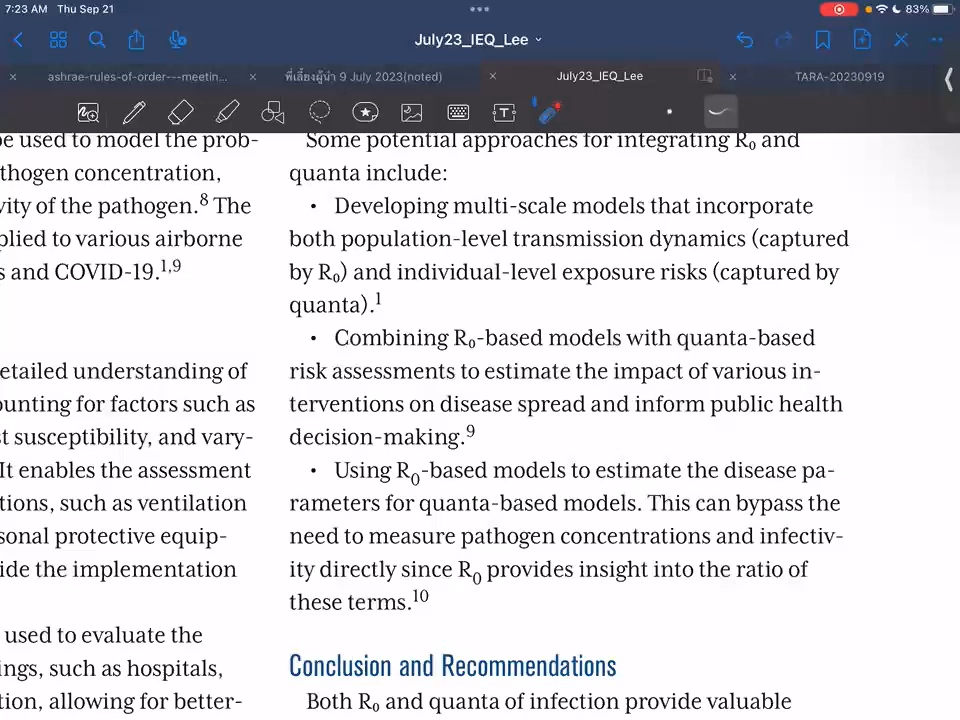 7:23 AM Thu Sep 21
83%
July23_IEQ_Lee
ashrae-rules-of-order---meetin...
พี่เลี้ยงผู้นำ 9 July 2023(noted)
July23_IEQ_Lee
TARA-20230919
be used to model the prob-
thogen concentration,
vity of the pathogen.8 The
plied to various airborne
s and COVID-19.1,9
etailed understanding of
ounting for factors such as
st susceptibility, and vary-
It enables the assessment
tions, such as ventilation
sonal protective equip-
ide the implementation
used to evaluate the
ings, such as hospitals,
tion, allowing for better-
Some potential approaches for integrating R₀ and
quanta include:
• Developing multi-scale models that incorporate
both population-level transmission dynamics (captured
by R₀) and individual-level exposure risks (captured by
quanta).1
• Combining R₀-based models with quanta-based
risk assessments to estimate the impact of various in-
terventions on disease spread and inform public health
decision-making.9
• Using R0-based models to estimate the disease pa-
rameters for quanta-based models. This can bypass the
need to measure pathogen concentrations and infectiv-
ity directly since R0 provides insight into the ratio of
these terms.10
Conclusion and Recommendations
Both R₀ and quanta of infection provide valuable